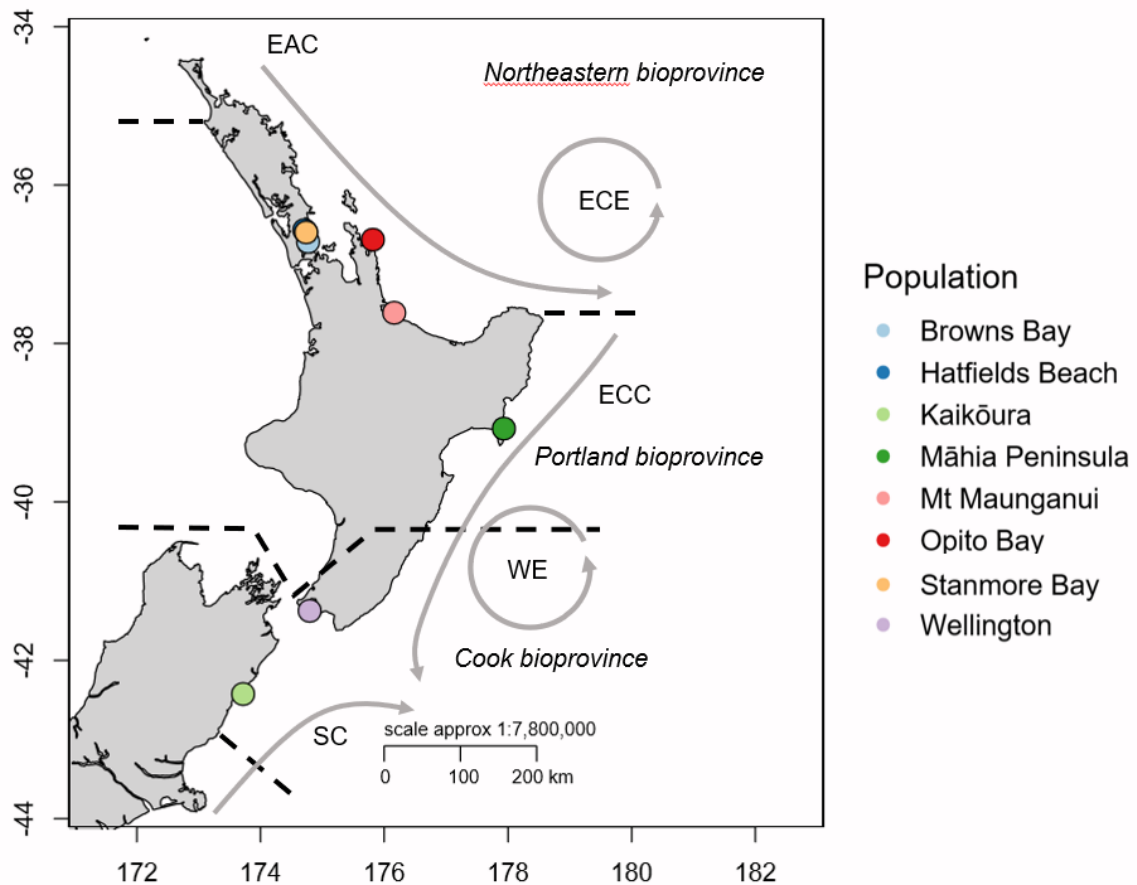 EAC
Northeastern bioprovince
ECE
ECC
Portland bioprovince
WE
Cook bioprovince
SC
scale approx 1:7,800,000
0 100 200 km
-34
-36
-38
-40
-42
-44
172 174 176 178 180 182
Population
Browns Bay
Hatfields Beach
Kaikōura
Māhia Peninsula
Mt Maunganui
Opito Bay
Stanmore Bay
Wellington